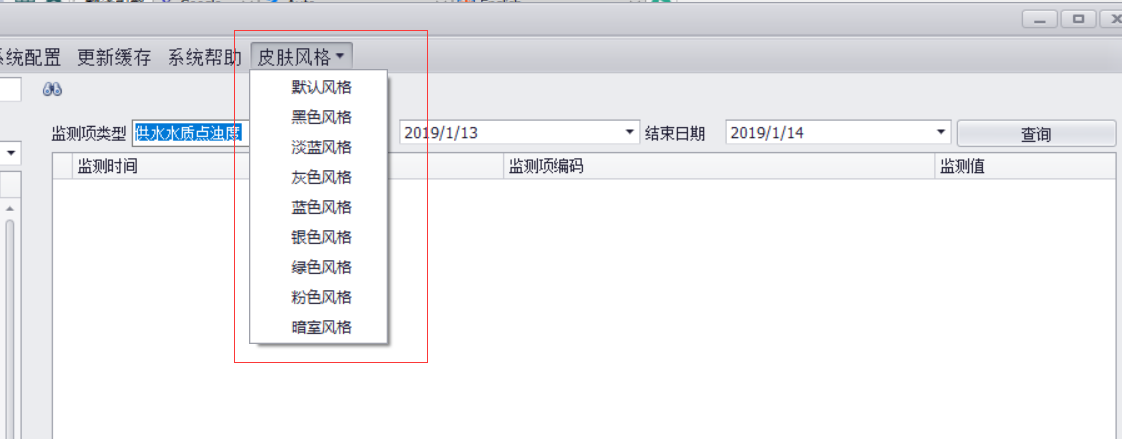 系统配置 更新缓存 系统帮助 皮肤风格
默认风格
黑色风格
淡蓝风格
灰色风格
蓝色风格
银色风格
绿色风格
粉色风格
暗室风格
监测项类型 供水水质点浊度 2019/1/13 结束日期 2019/1/14 查询
监测时间 监测项编码 监测值